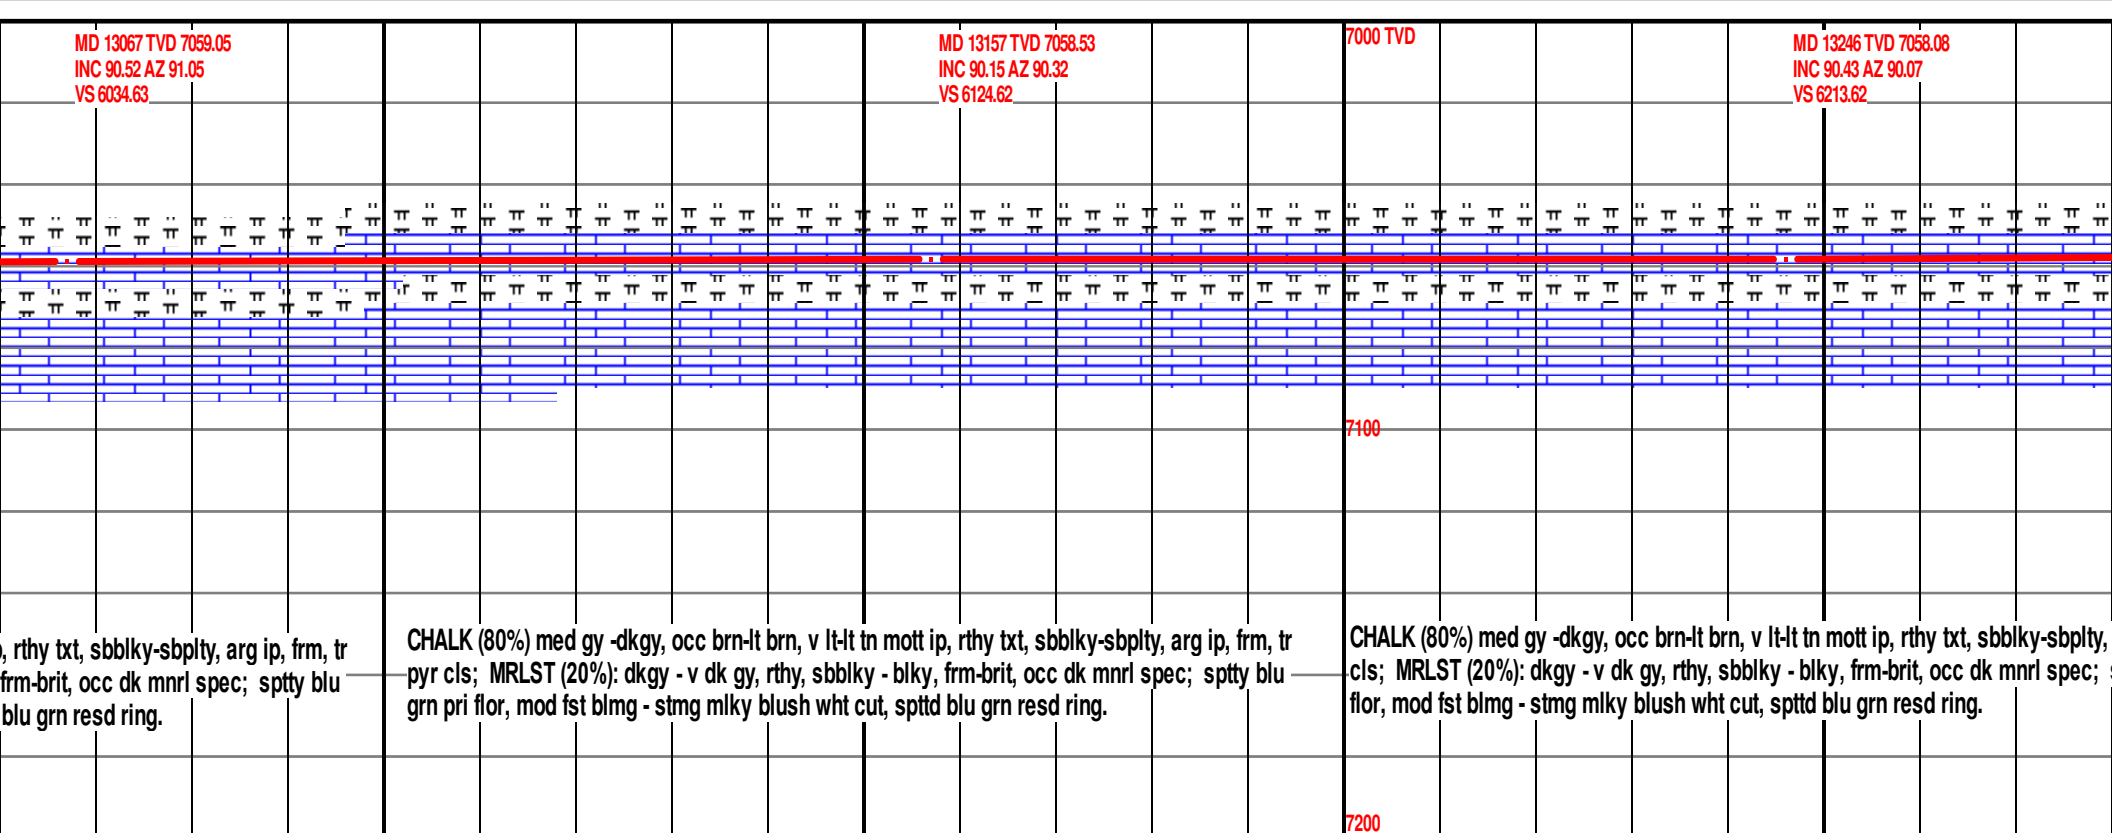 MD 13067 TVD 7059.05
INC 90.52 AZ 91.05
VS 6034.63
MD 13157 TVD 7058.53
INC 90.15 AZ 90.32
VS 6124.62
7000 TVD
MD 13246 TVD 7058.08
INC 90.43 AZ 90.07
VS 6213.62
7100
, rthy txt, sbblky-sbplty, arg ip, frm, tr
frm-brit, occ dk mnrl spec; sptty blu
blu grn resd ring.
CHALK (80%) med gy -dkgy, occ brn-lt brn, v lt-lt tn mott ip, rthy txt, sbblky-sbplty, arg ip, frm, tr
pyr cls; MRLST (20%): dkgy - v dk gy, rthy, sbblky - blky, frm-brit, occ dk mnrl spec; sptty blu
grn pri flor, mod fst blmg - stmg mlky blush wht cut, spttd blu grn resd ring.
CHALK (80%) med gy -dkgy, occ brn-lt brn, v lt-lt tn mott ip, rthy txt, sbblky-sbplty,
cls; MRLST (20%): dkgy - v dk gy, rthy, sbblky - blky, frm-brit, occ dk mnrl spec;
flor, mod fst blmg - stmg mlky blush wht cut, spttd blu grn resd ring.
7200